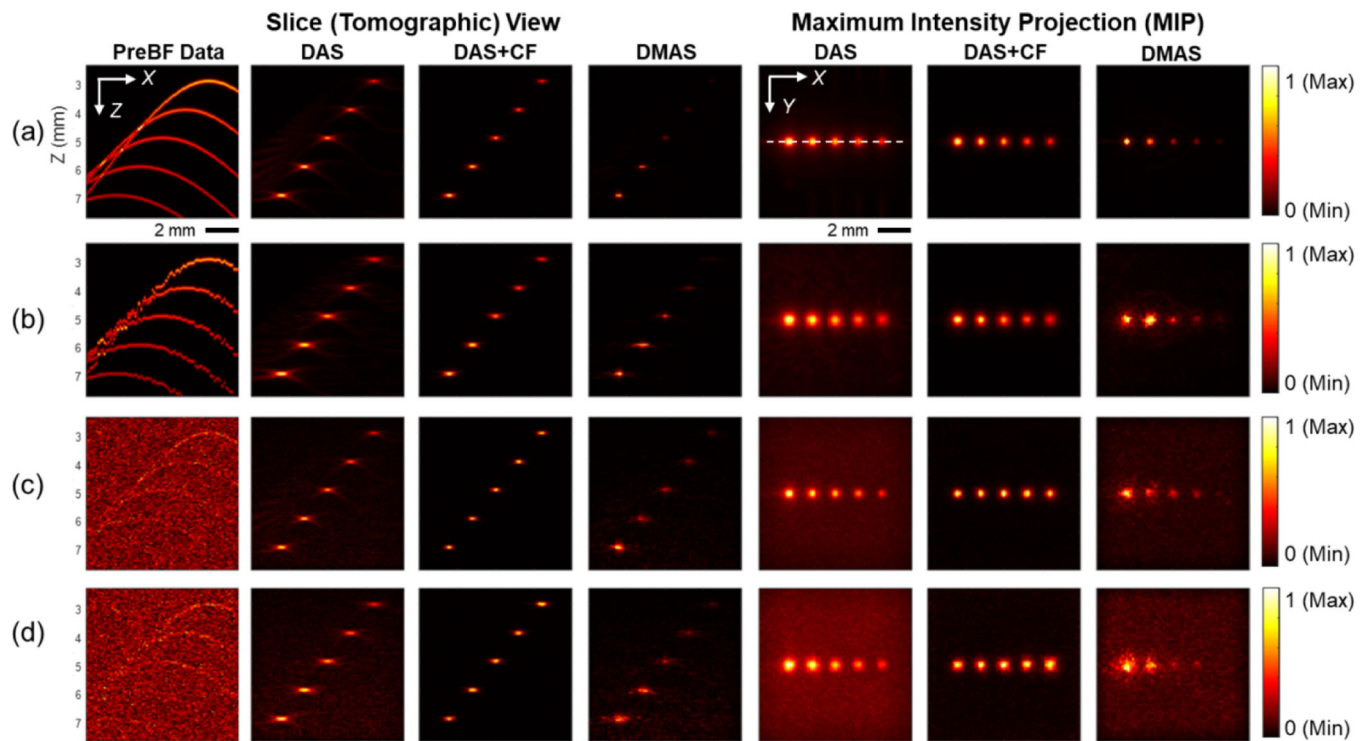 Slice (Tomographic) View Maximum Intensity Projection (MIP)
PreBF Data DAS DAS+CF DMAS DAS DAS+CF DMAS
(a) Z (mm) 3 4 5 6 7 X Z X Y 1 (Max) 0 (Min)
2 mm 2 mm
(b) 3 4 5 6 7 1 (Max) 0 (Min)
(c) 3 4 5 6 7 1 (Max) 0 (Min)
(d) 3 4 5 6 7 1 (Max) 0 (Min)